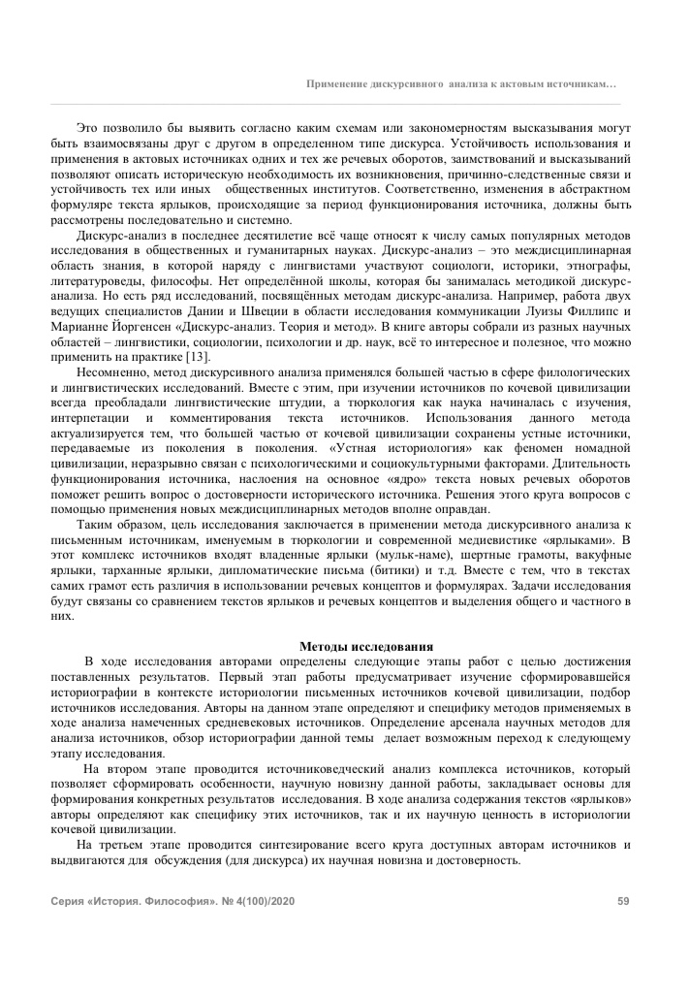 Применение дискурсивного анализа к актовым источникам…
Это позволило бы выявить согласно каким схемам или закономерностям высказывания могут
быть взаимосвязаны друг с другом в определенном типе дискурса. Устойчивость использования и
применения в актовых источниках одних и тех же речевых оборотов, заимствований и высказываний
позволяют описать историческую необходимость их возникновения, причинно-следственные связи и
устойчивость тех или иных общественных институтов. Соответственно, изменения в абстрактном
формуляре текста ярлыков, происходящие за период функционирования источника, должны быть
рассмотрены последовательно и системно.
Дискурс-анализ в последнее десятилетие всё чаще относят к числу самых популярных методов
исследования в общественных и гуманитарных науках. Дискурс-анализ – это междисциплинарная
область знания, в которой наряду с лингвистами участвуют социологи, историки, этнографы,
литературоведы, философы. Нет определённой школы, которая бы занималась методикой дискурс-
анализа. Но есть ряд исследований, посвящённых методам дискурс-анализа. Например, работа двух
ведущих специалистов Дании и Швеции в области исследования коммуникации Луизы Филлипс и
Марианне Йоргенсен «Дискурс-анализ. Теория и метод». В книге авторы собрали из разных научных
областей – лингвистики, социологии, психологии и др. наук, всё то интересное и полезное, что можно
применить на практике [13].
Несомненно, метод дискурсивного анализа применялся большей частью в сфере филологических
и лингвистических исследований. Вместе с этим, при изучении источников по кочевой цивилизации
всегда преобладали лингвистические штудии, а тюркология как наука начиналась с изучения,
интерпетации и комментирования текста источников. Использования данного метода
актуализируется тем, что большей частью от кочевой цивилизации сохранены устные источники,
передаваемые из поколения в поколения. «Устная историология» как феномен номадной
цивилизации, неразрывно связан с психологическими и социокультурными факторами. Длительность
функционирования источника, наслоения на основное «ядро» текста новых речевых оборотов
поможет решить вопрос о достоверности исторического источника. Решения этого круга вопросов с
помощью применения новых междисциплинарных методов вполне оправдан.
Таким образом, цель исследования заключается в применении метода дискурсивного анализа к
письменным источникам, именуемым в тюркологии и современной медиевистике «ярлыками». В
этот комплекс источников входят владенные ярлыки (мульк-наме), шертные грамоты, вакуфные
ярлыки, тарханные ярлыки, дипломатические письма (битики) и т.д. Вместе с тем, что в текстах
самих грамот есть различия в использовании речевых концептов и формулярах. Задачи исследования
будут связаны со сравнением текстов ярлыков и речевых концептов и выделения общего и частного в
них.
Методы исследования
В ходе исследования авторами определены следующие этапы работ с целью достижения
поставленных результатов. Первый этап работы предусматривает изучение сформировавшейся
историографии в контексте историологии письменных источников кочевой цивилизации, подбор
источников исследования. Авторы на данном этапе определяют и специфику методов применяемых в
ходе анализа намеченных средневековых источников. Определение арсенала научных методов для
анализа источников, обзор историографии данной темы делает возможным переход к следующему
этапу исследования.
На втором этапе проводится источниковедческий анализ комплекса источников, который
позволяет сформировать особенности, научную новизну данной работы, закладывает основы для
формирования конкретных результатов исследования. В ходе анализа содержания текстов «ярлыков»
авторы определяют как специфику этих источников, так и их научную ценность в историологии
кочевой цивилизации.
На третьем этапе проводится синтезирование всего круга доступных авторам источников и
выдвигаются для обсуждения (для дискурса) их научная новизна и достоверность.
Серия «История. Философия». № 4(100)/2020 59